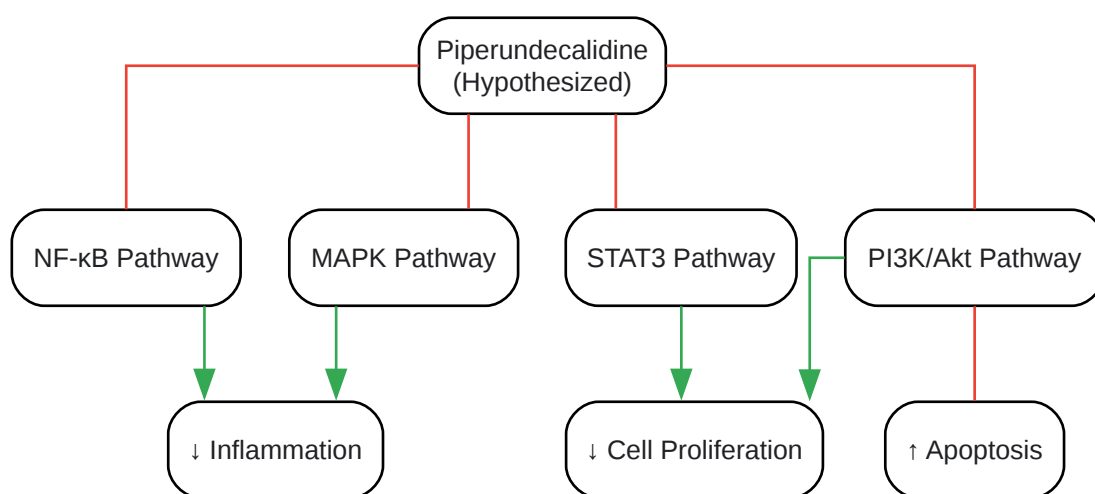 Piperundecalidine
(Hypothesized)
NF-κB Pathway
MAPK Pathway
STAT3 Pathway
PI3K/Akt Pathway
↓ Inflammation
↓ Cell Proliferation
↑ Apoptosis